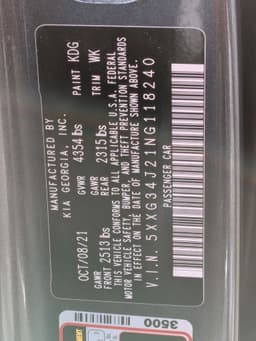 MANUFACTURED BY
KIA GEORGIA, INC.
PAINT KDG
OCT/08/21
GVWR 4354 lbs
TRIM WK
GAWR FRONT 2513 lbs
GAWR REAR 2315 lbs
THIS VEHICLE CONFORMS TO ALL APPLICABLE U.S.A. FEDERAL
MOTOR VEHICLE SAFETY, BUMPER, AND THEFT PREVENTION STANDARDS
IN EFFECT ON THE DATE OF MANUFACTURE SHOWN ABOVE.
V.I.N. 5XXG34J21NG118240
PASSENGER CAR
3500